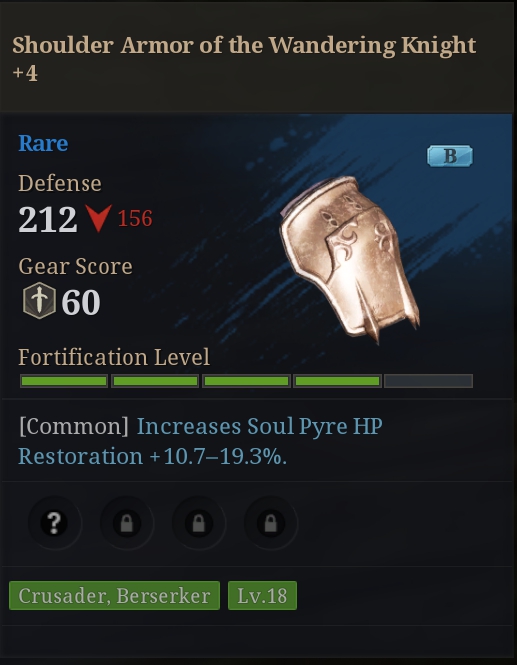 Shoulder Armor of the Wandering Knight
+4
Rare
B
Defense
212 156
Gear Score
60
Fortification Level
[Common] Increases Soul Pyre HP
Restoration +10.7–19.3%.
?
Crusader, Berserker Lv.18